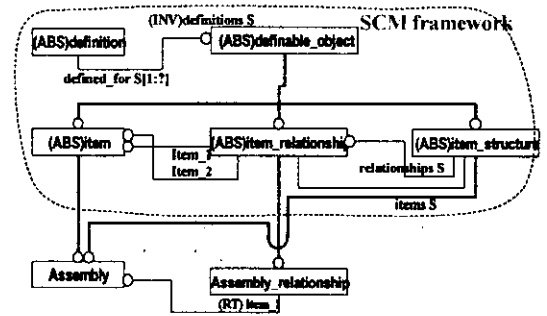 (INV)definitions S
SCM framework
(ABS)definition
(ABS)definable_object
defined_for S[1:?]
(ABS)item
(ABS)item_relationship
(ABS)item_structure
Item_1
Item_2
relationships S
items S
Assembly
Assembly_relationship
(RT) Item_